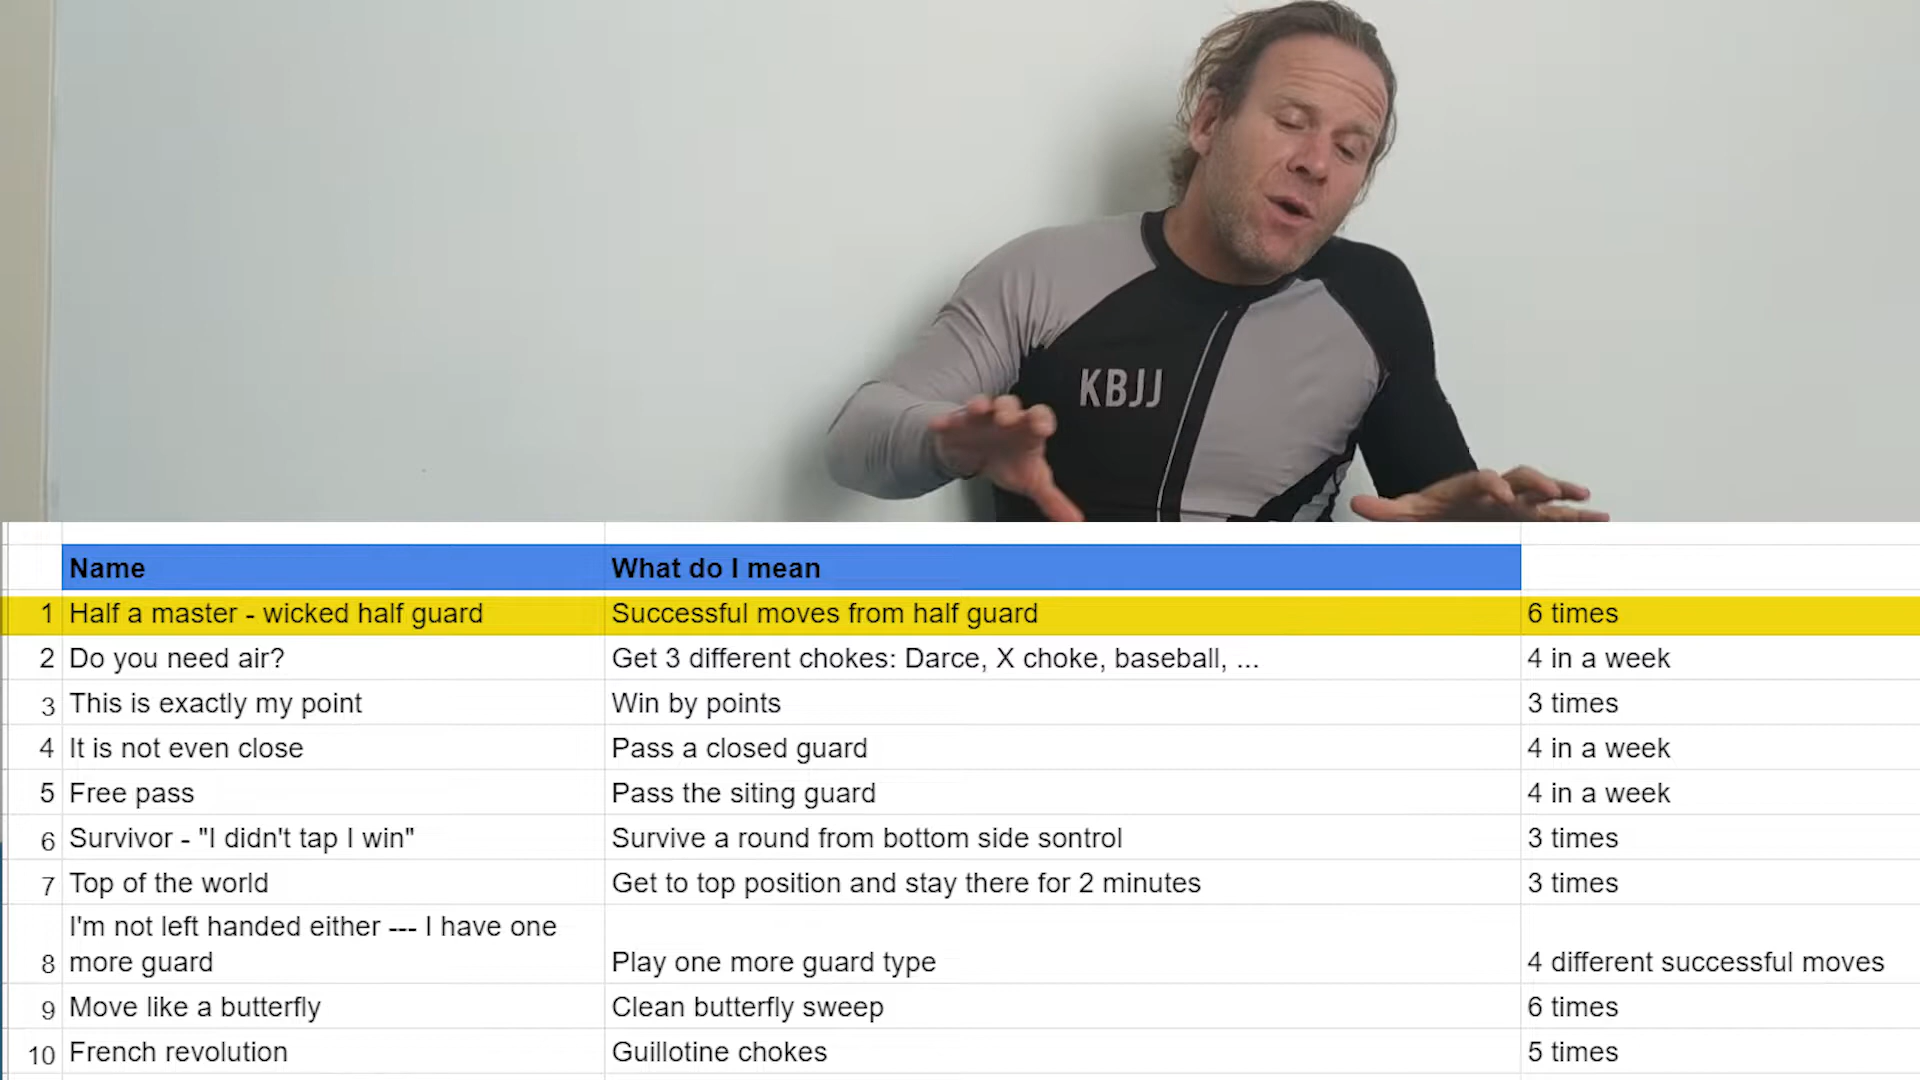 KBJJ
Name What do I mean
1 Half a master - wicked half guard Successful moves from half guard 6 times
2 Do you need air? Get 3 different chokes: Darce, X choke, baseball, ... 4 in a week
3 This is exactly my point Win by points 3 times
4 It is not even close Pass a closed guard 4 in a week
5 Free pass Pass the siting guard 4 in a week
6 Survivor - "I didn't tap I win" Survive a round from bottom side sontrol 3 times
7 Top of the world Get to top position and stay there for 2 minutes 3 times
I'm not left handed either --- I have one
8 more guard Play one more guard type 4 different successful moves
9 Move like a butterfly Clean butterfly sweep 6 times
10 French revolution Guillotine chokes 5 times